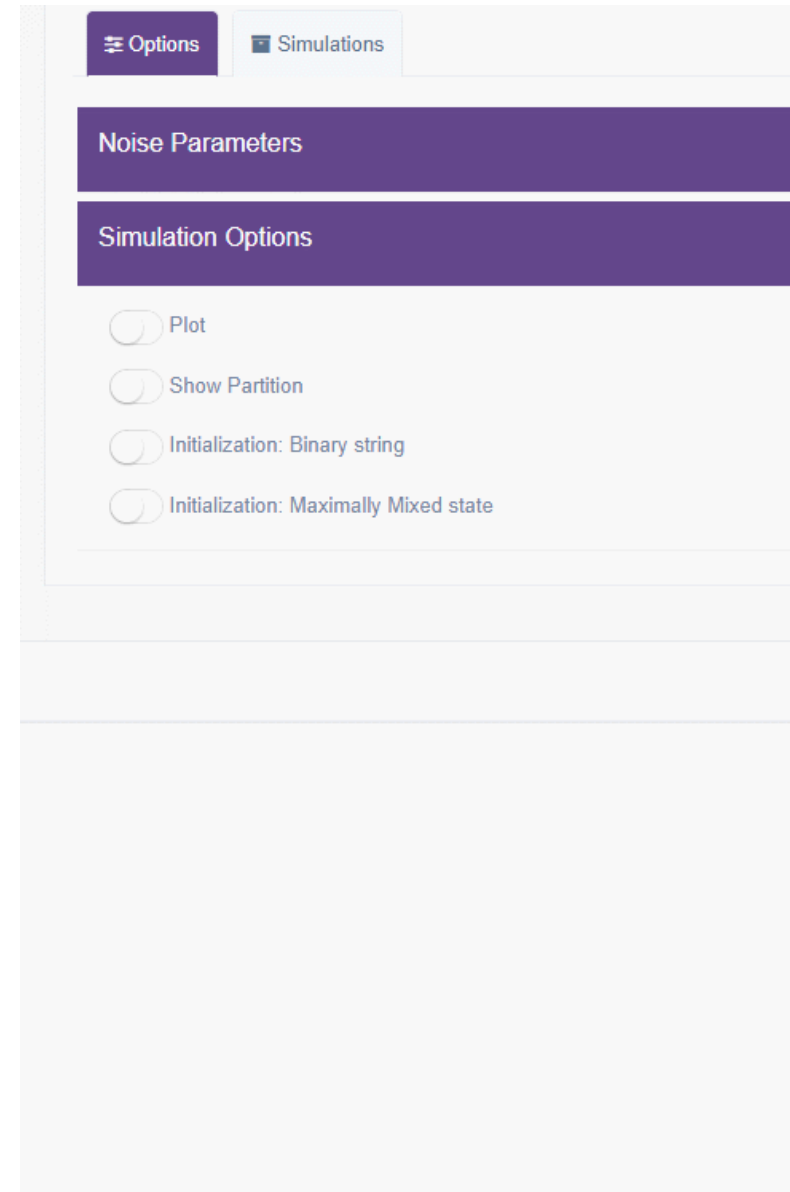 Options Simulations
Noise Parameters
Simulation Options
Plot
Show Partition
Initialization: Binary string
Initialization: Maximally Mixed state